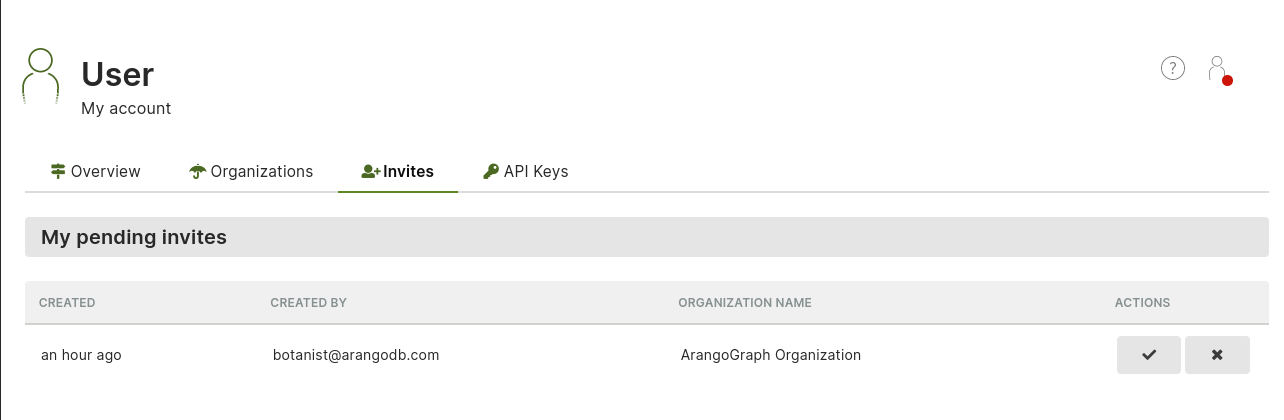 User
My account
?
Overview Organizations Invites API Keys
My pending invites
CREATED CREATED BY ORGANIZATION NAME ACTIONS
an hour ago botanist@arangodb.com ArangoGraph Organization